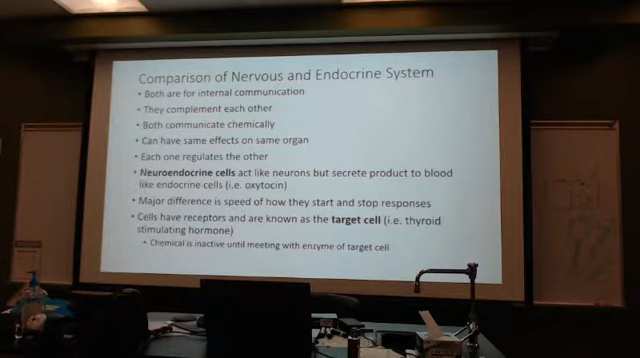 Comparison of Nervous and Endocrine System
• Both are for internal communication
• They complement each other
• Both communicate chemically
• Can have same effects on same organ
• Each one regulates the other
• Neuroendocrine cells act like neurons but secrete product to blood
like endocrine cells (i.e. oxytocin)
• Major difference is speed of how they start and stop responses
• Cells have receptors and are known as the target cell (i.e. thyroid
stimulating hormone)
• Chemical is inactive until meeting with enzyme of target cell